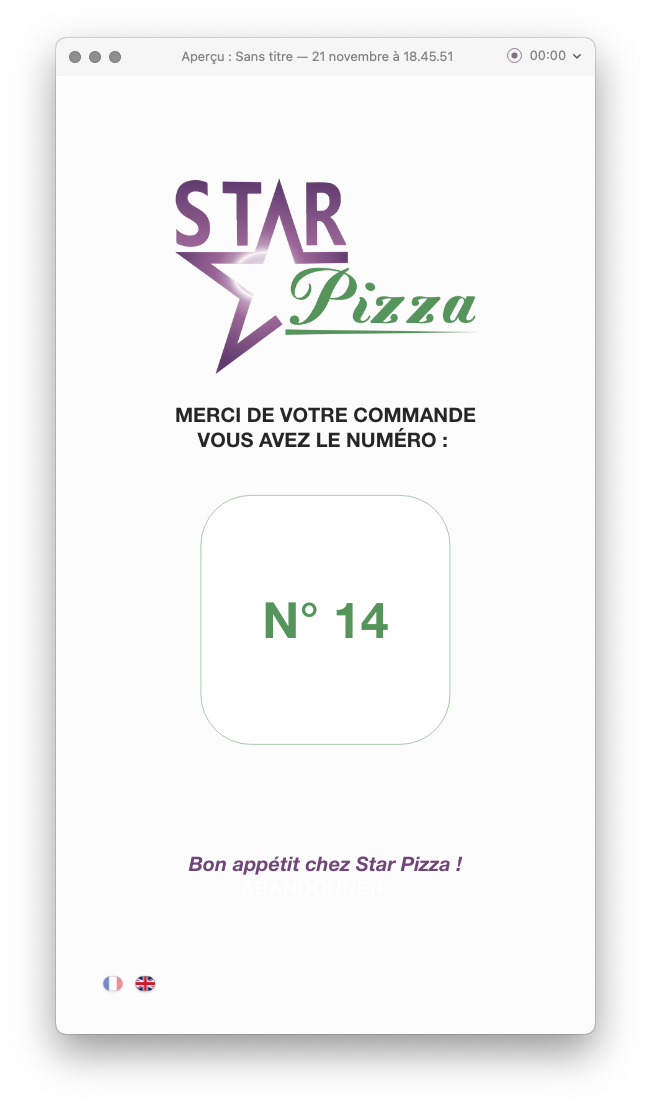 Aperçu : Sans titre — 21 novembre à 18.45.51
00:00
STAR
Pizza
MERCI DE VOTRE COMMANDE
VOUS AVEZ LE NUMÉRO :
N° 14
Bon appétit chez Star Pizza !
ABANDONNER